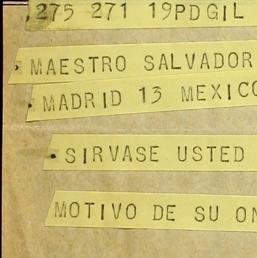 275 271 19PDGIL
MAESTRO SALVADOR
MADRID 13 MEXICO
SIRVASE USTED
MOTIVO DE SU